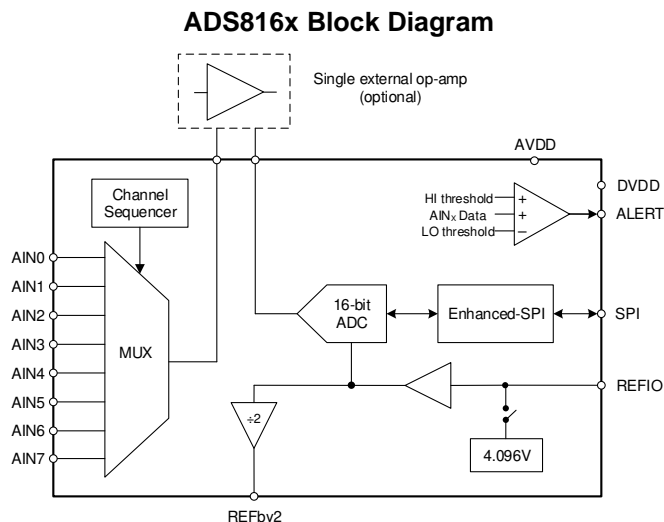 ADS816x Block Diagram
Single external op-amp
(optional)
AVDD
DVDD
Channel
Sequencer
HI threshold
+
ALERT
AINx Data
+
LO threshold
−
AIN0
AIN1
AIN2
AIN3
AIN4
AIN5
AIN6
AIN7
MUX
16-bit
ADC
Enhanced-SPI
SPI
REFIO
÷2
4.096V
REFby2